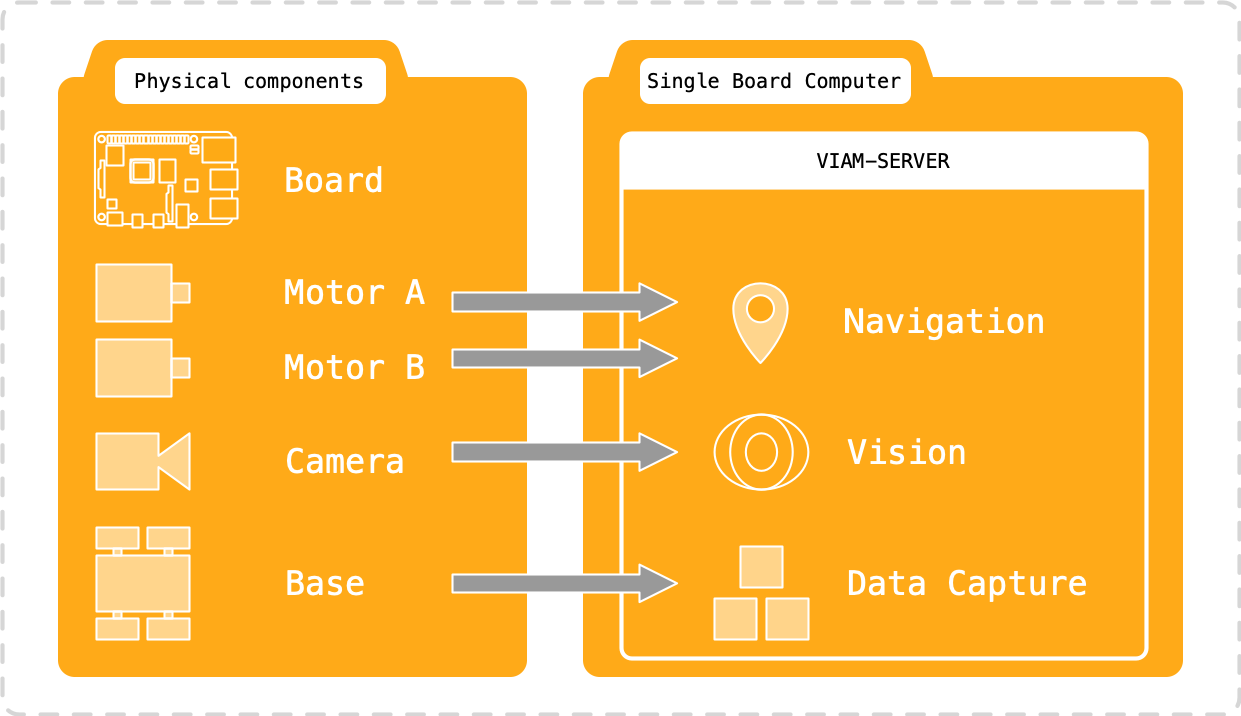 Physical components
Board
Motor A
Motor B
Camera
Base
Single Board Computer
VIAM-SERVER
Navigation
Vision
Data Capture